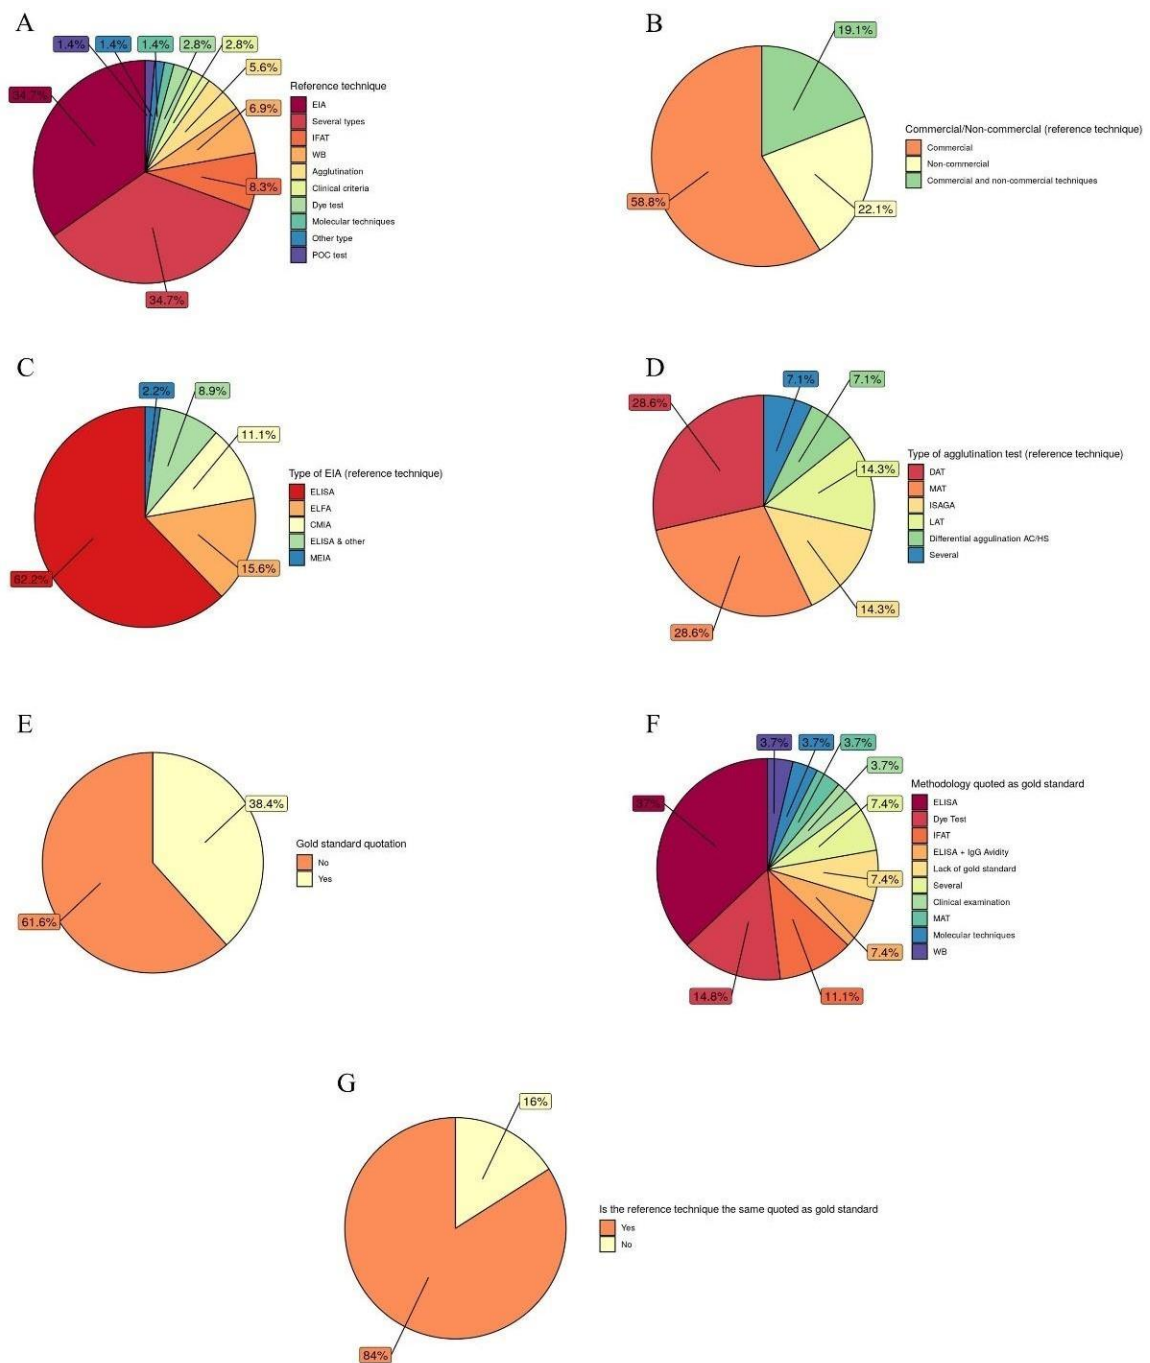 A
1.4%
1.4%
1.4%
2.8%
2.8%
5.6%
6.9%
8.3%
34.7%
34.7%
Reference technique
EIA
Several types
IFAT
WB
Agglutination
Clinical criteria
Dye test
Molecular techniques
Other type
POC test
B
19.1%
22.1%
58.8%
Commercial/Non-commercial (reference technique)
Commercial
Non-commercial
Commercial and non-commercial techniques
C
2.2%
8.9%
11.1%
15.6%
62.2%
Type of EIA (reference technique)
ELISA
ELFA
CMIA
ELISA & other
MEIA
D
7.1%
7.1%
28.6%
14.3%
14.3%
28.6%
Type of agglutination test (reference technique)
DAT
MAT
ISAGA
LAT
Differential aggulination AC/HS
Several
E
38.4%
61.6%
Gold standard quotation
No
Yes
F
3.7%
3.7%
3.7%
3.7%
7.4%
7.4%
7.4%
11.1%
14.8%
37%
Methodology quoted as gold standard
ELISA
Dye Test
IFAT
ELISA + IgG Avidity
Lack of gold standard
Several
Clinical examination
MAT
Molecular techniques
WB
G
16%
84%
Is the reference technique the same quoted as gold standard
Yes
No